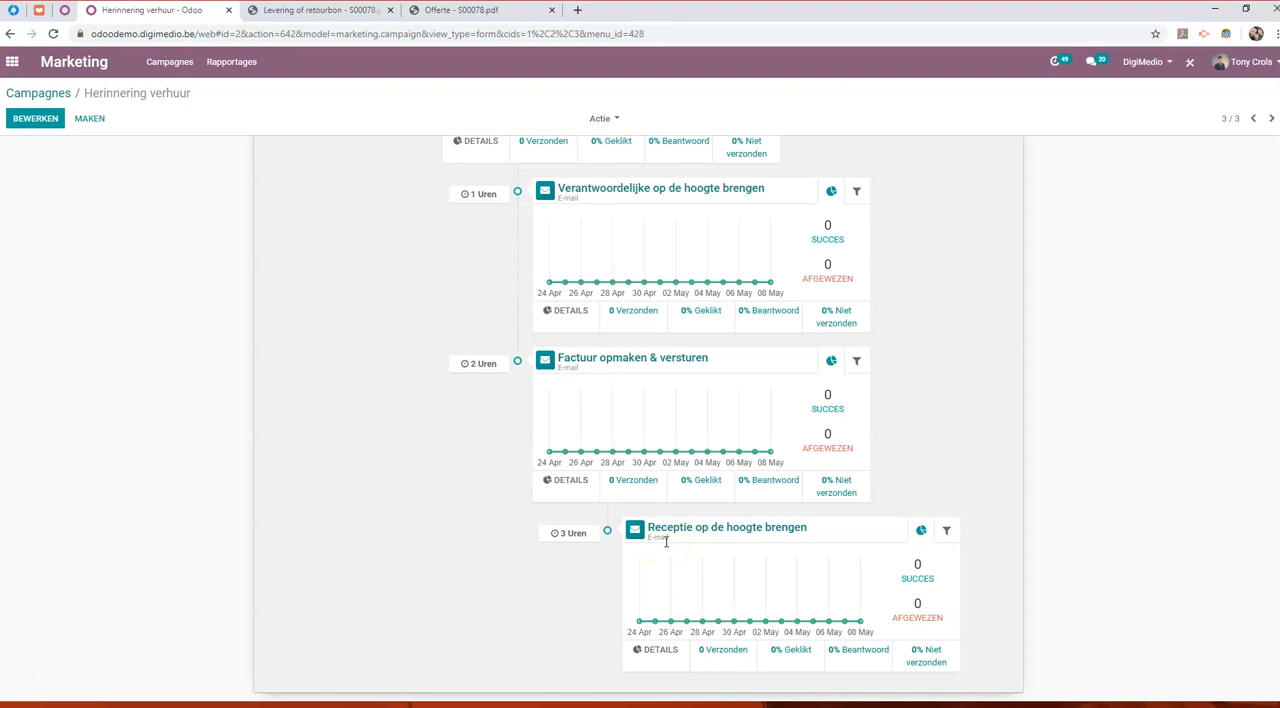 Herinnering verhuur - Odoo
Levering of retourbon - S00078.p
Offerte - S00078.pdf
odoodemo.digimedio.be/web#id=2&action=642&model=marketing.campaign&view_type=form&cids=1%2C2%2C3&menu_id=428
Marketing
Campagnes
Rapportages
49
20
DigiMedio
Tony Crols
Campagnes / Herinnering verhuur
BEWERKEN
MAKEN
Actie
3 / 3
DETAILS
0 Verzonden
0% Geklikt
0% Beantwoord
0% Niet
verzonden
1 Uren
Verantwoordelijke op de hoogte brengen
E-mail
0
SUCCES
0
AFGEWEZEN
24 Apr 26 Apr 28 Apr 30 Apr 02 May 04 May 06 May 08 May
DETAILS
0 Verzonden
0% Geklikt
0% Beantwoord
0% Niet
verzonden
2 Uren
Factuur opmaken & versturen
E-mail
0
SUCCES
0
AFGEWEZEN
24 Apr 26 Apr 28 Apr 30 Apr 02 May 04 May 06 May 08 May
DETAILS
0 Verzonden
0% Geklikt
0% Beantwoord
0% Niet
verzonden
3 Uren
Receptie op de hoogte brengen
E-mail
0
SUCCES
0
AFGEWEZEN
24 Apr 26 Apr 28 Apr 30 Apr 02 May 04 May 06 May 08 May
DETAILS
0 Verzonden
0% Geklikt
0% Beantwoord
0% Niet
verzonden